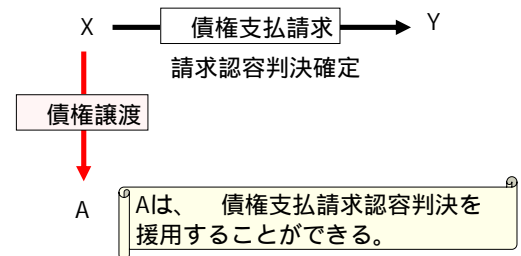 X 債権支払請求 Y
請求認容判決確定
債権譲渡
A
Aは、 債権支払請求認容判決を
援用することができる。